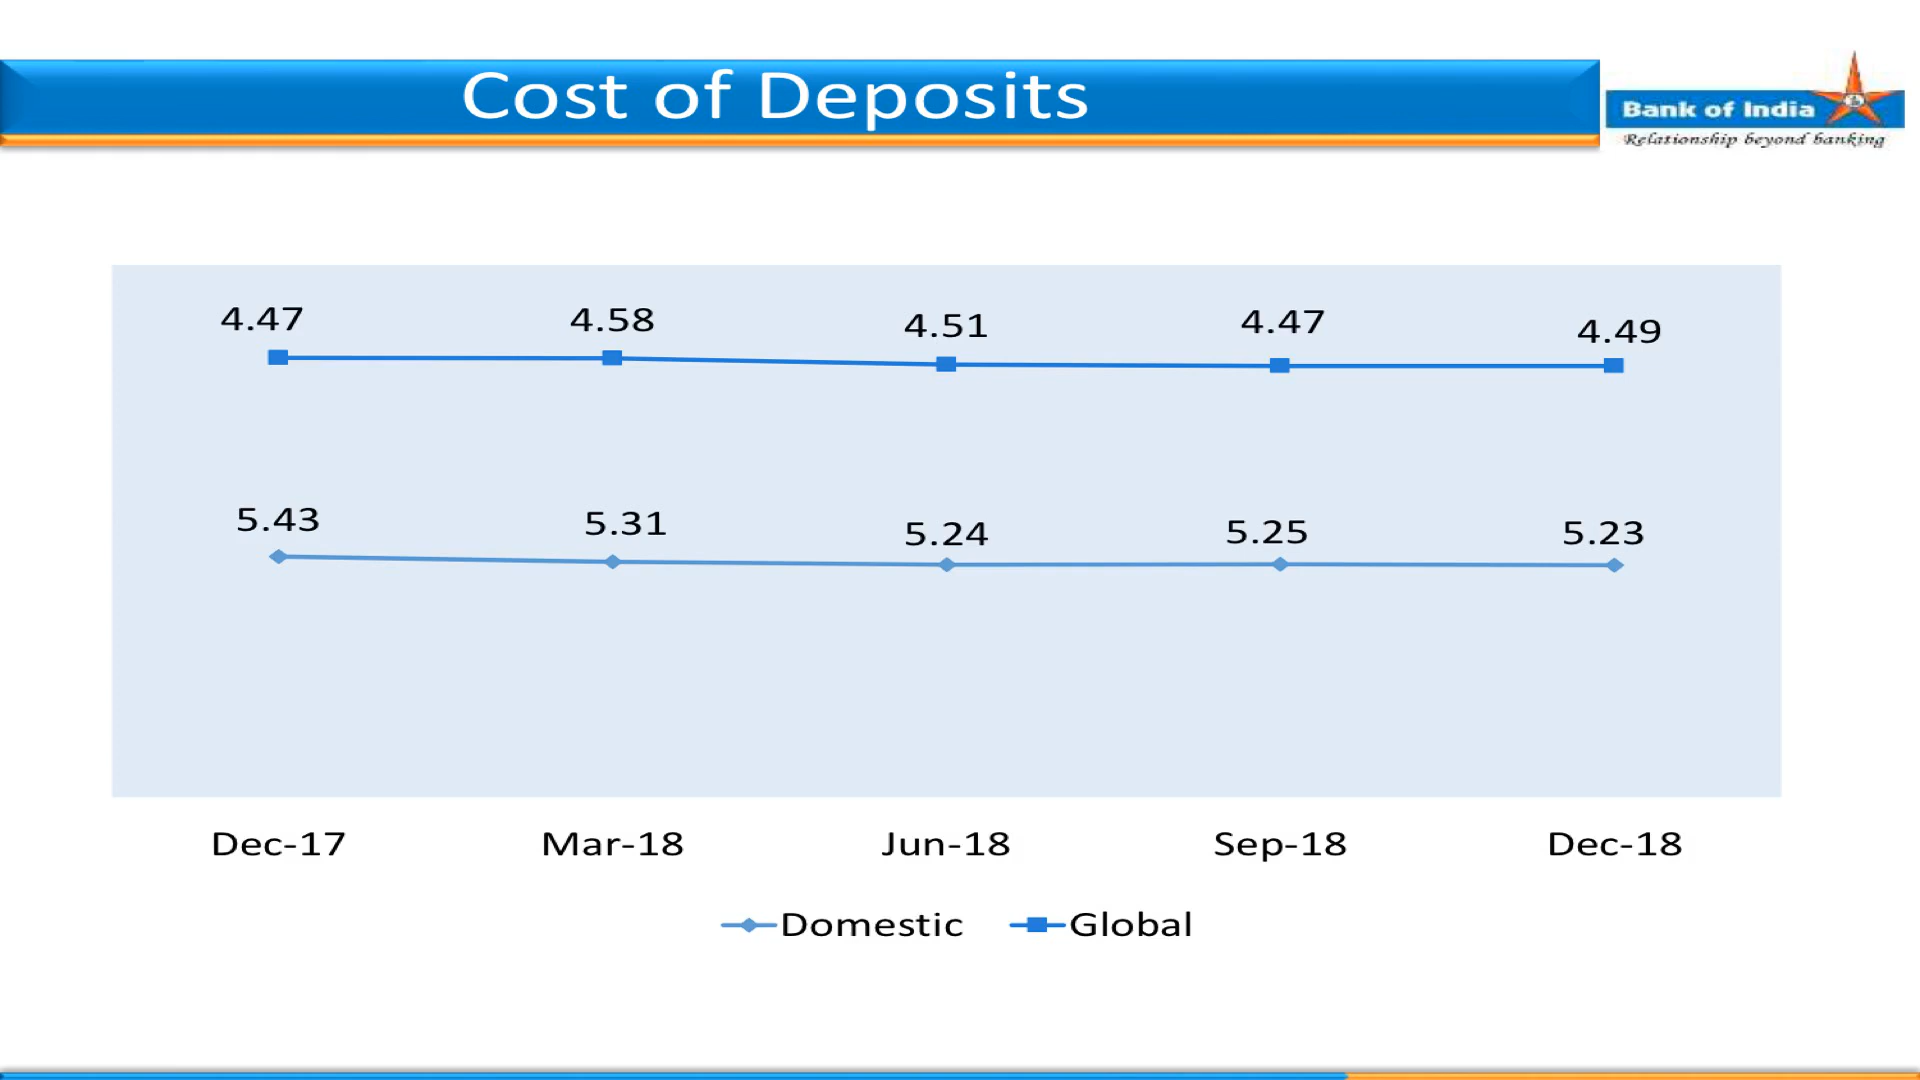 Cost of Deposits
Bank of India
Relationship beyond banking
4.47 4.58 4.51 4.47 4.49
5.43 5.31 5.24 5.25 5.23
Dec-17 Mar-18 Jun-18 Sep-18 Dec-18
Domestic Global